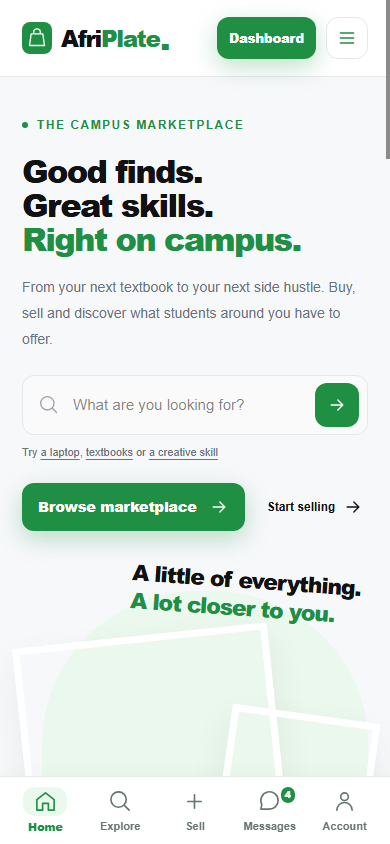 AfriPlate.
Dashboard
THE CAMPUS MARKETPLACE
Good finds.
Great skills.
Right on campus.
From your next textbook to your next side hustle. Buy,
sell and discover what students around you have to
offer.
What are you looking for?
Try a laptop, textbooks or a creative skill
Browse marketplace
Start selling
A little of everything.
A lot closer to you.
4
Home
Explore
Sell
Messages
Account